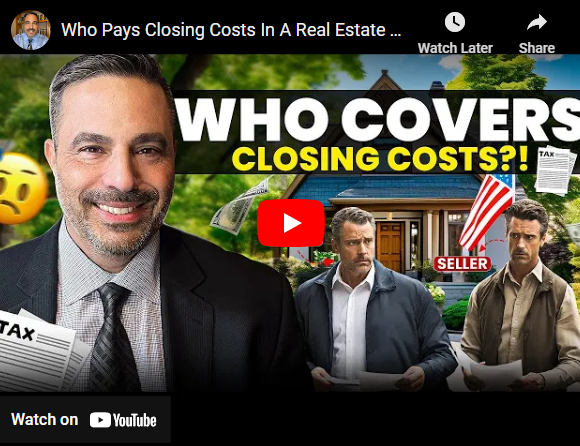 Who Pays Closing Costs In A Real Estate ...
Watch Later
Share
WHO COVERS
CLOSING COSTS?!
TAX
SELLER
TAX
Watch on YouTube